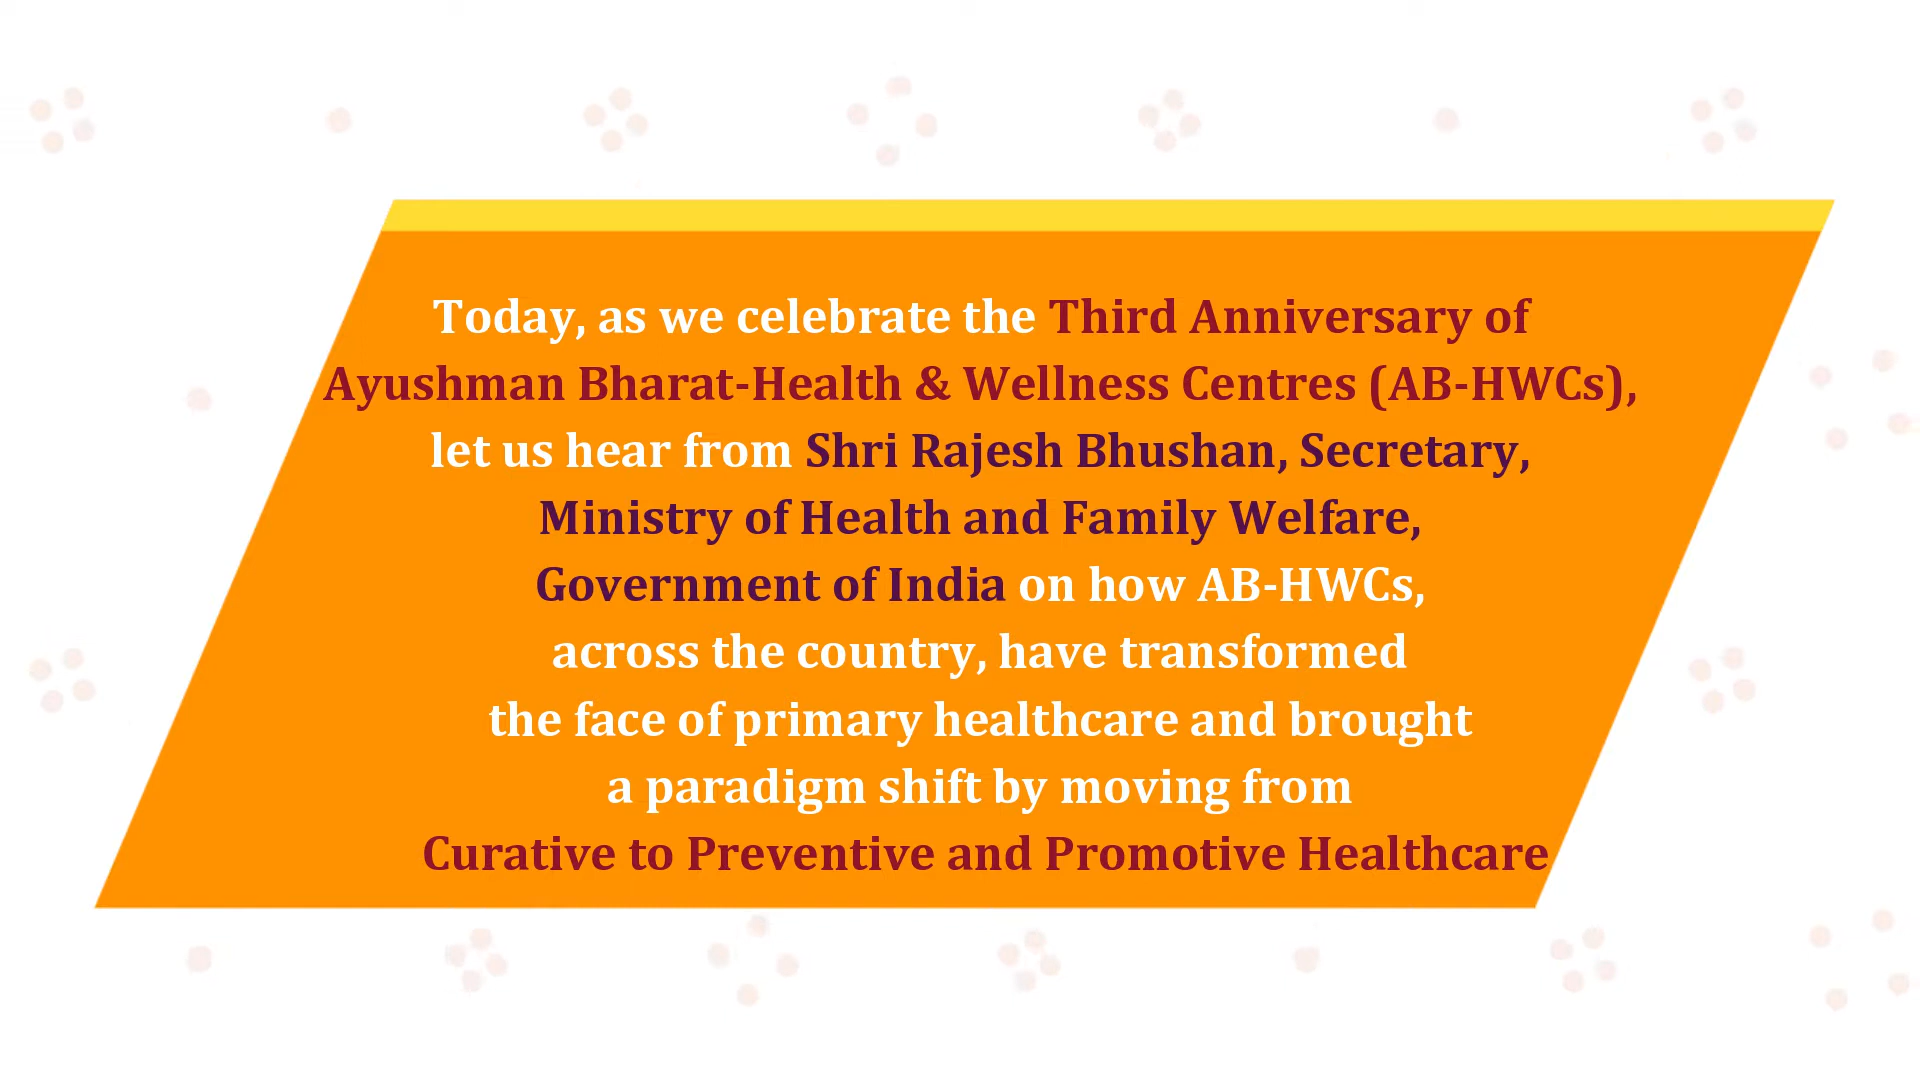 Today, as we celebrate the Third Anniversary of
Ayushman Bharat-Health & Wellness Centres (AB-HWCs),
let us hear from Shri Rajesh Bhushan, Secretary,
Ministry of Health and Family Welfare,
Government of India on how AB-HWCs,
across the country, have transformed
the face of primary healthcare and brought
a paradigm shift by moving from
Curative to Preventive and Promotive Healthcare